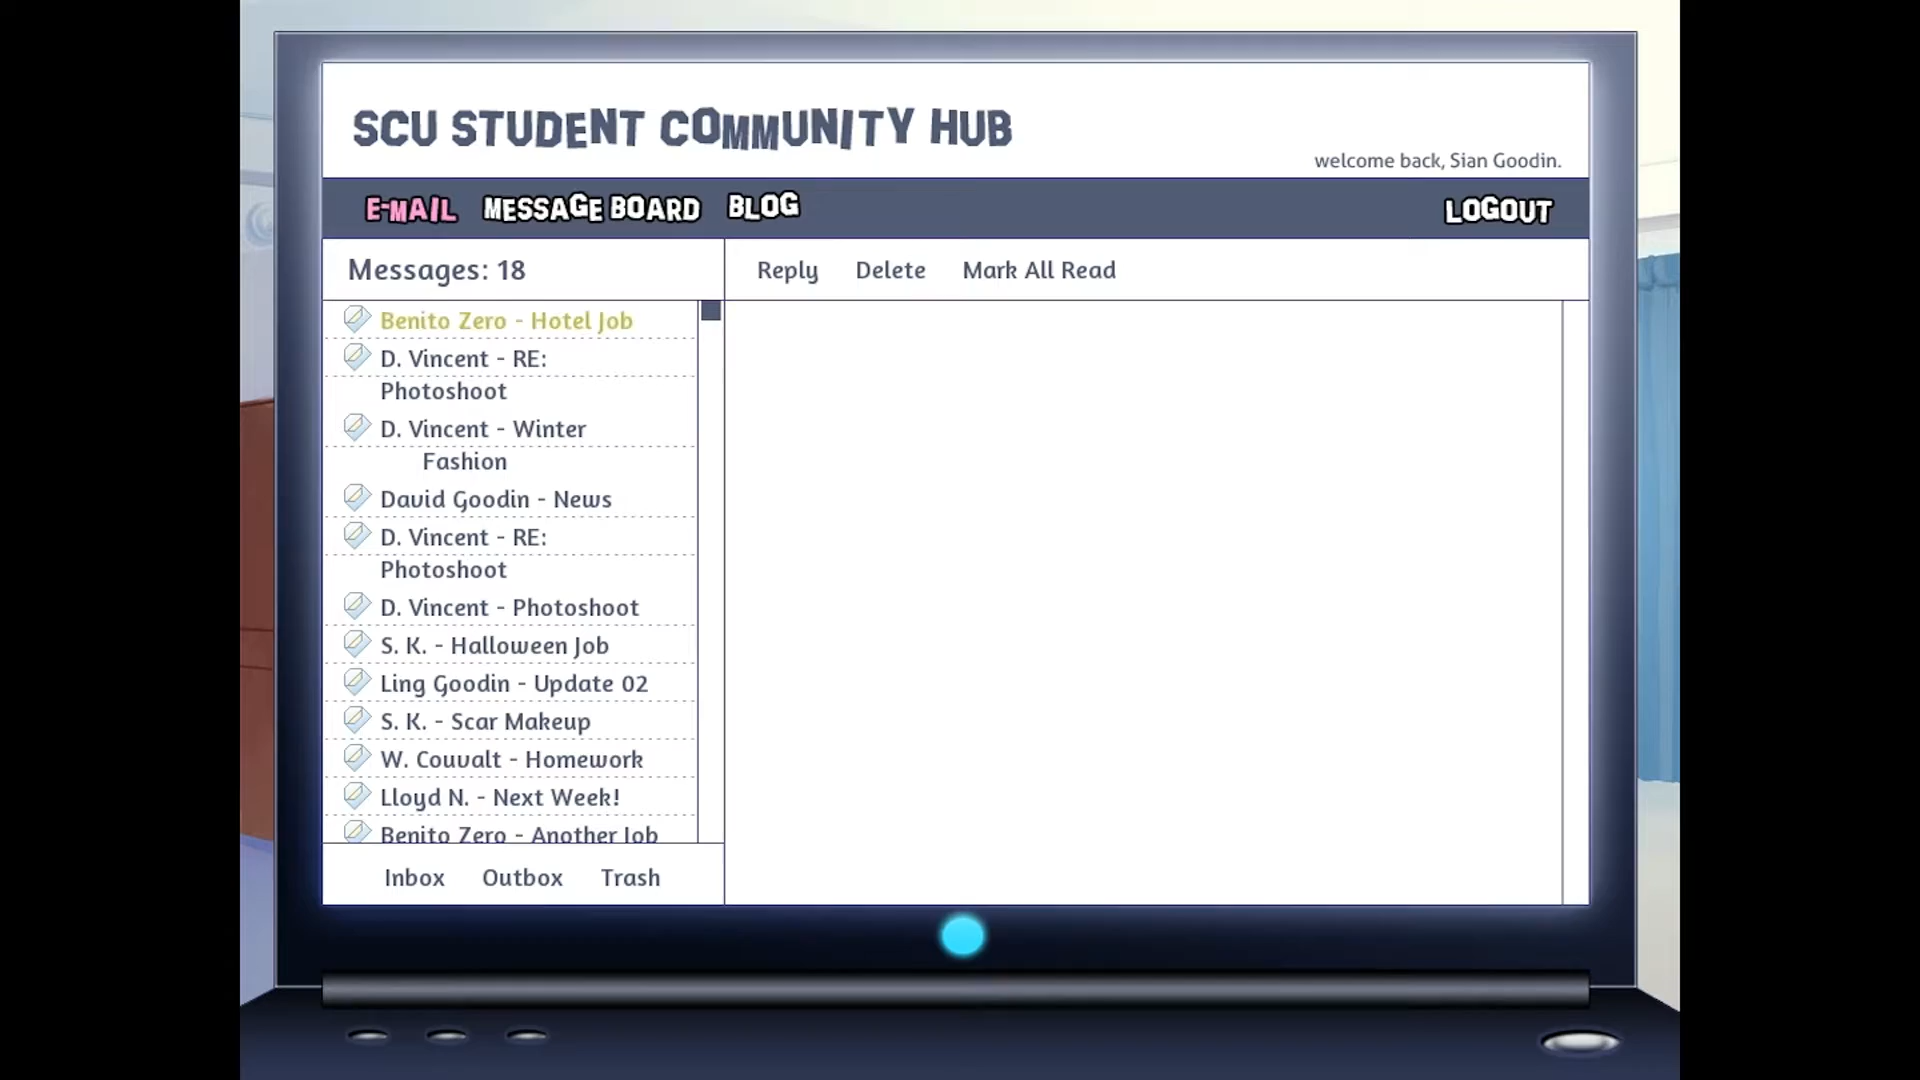 SCU STUDENT COMMUNITY HUB
welcome back, Sian Goodin.
E-MAIL MESSAGE BOARD BLOG LOGOUT
Messages: 18
Reply Delete Mark All Read
Benito Zero - Hotel Job
D. Vincent - RE:
Photoshoot
D. Vincent - Winter
Fashion
David Goodin - News
D. Vincent - RE:
Photoshoot
D. Vincent - Photoshoot
S. K. - Halloween Job
Ling Goodin - Update 02
S. K. - Scar Makeup
W. Couvalt - Homework
Lloyd N. - Next Week!
Benito Zero - Another Job
Inbox Outbox Trash